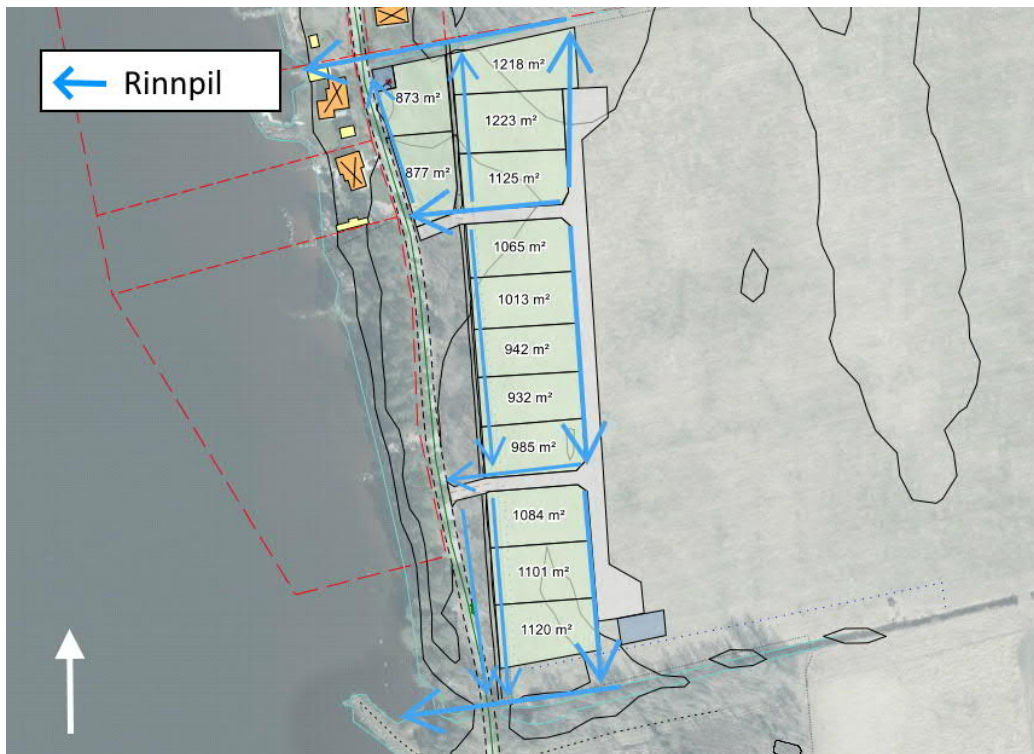 Rinnpil
1218 m²
873 m²
1223 m²
877 m²
1125 m²
1065 m²
1013 m²
942 m²
932 m²
985 m²
1084 m²
1101 m²
1120 m²